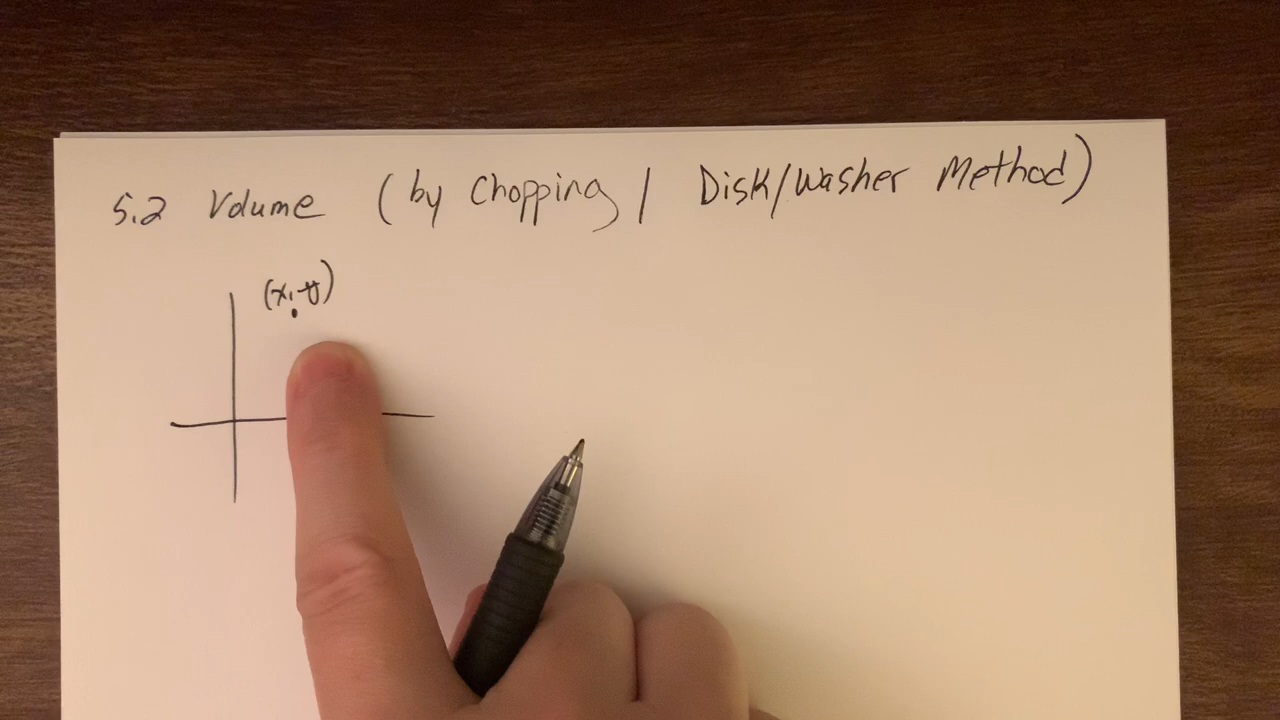 5.2 Volume (by Chopping / Disk/Washer Method)
(x,y)